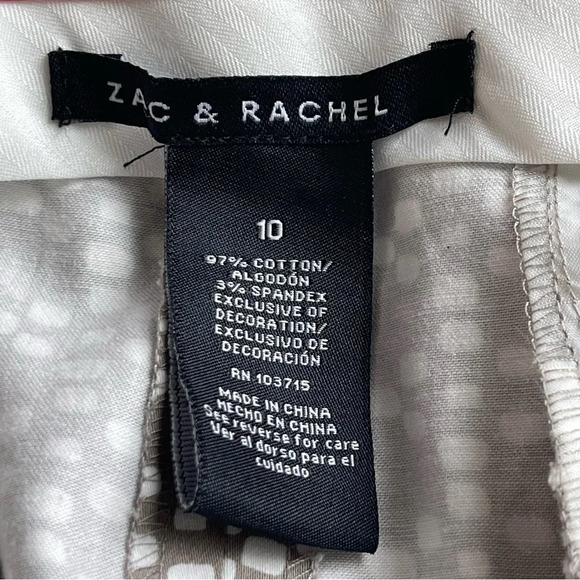 ZAC & RACHEL
10
97% COTTON/
ALGODÓN
3% SPANDEX
EXCLUSIVE OF
DECORATION/
EXCLUSIVO DE
DECORACIÓN
RN 103715
MADE IN CHINA
HECHO EN CHINA
See reverse for care
Ver al dorso para el
cuidado